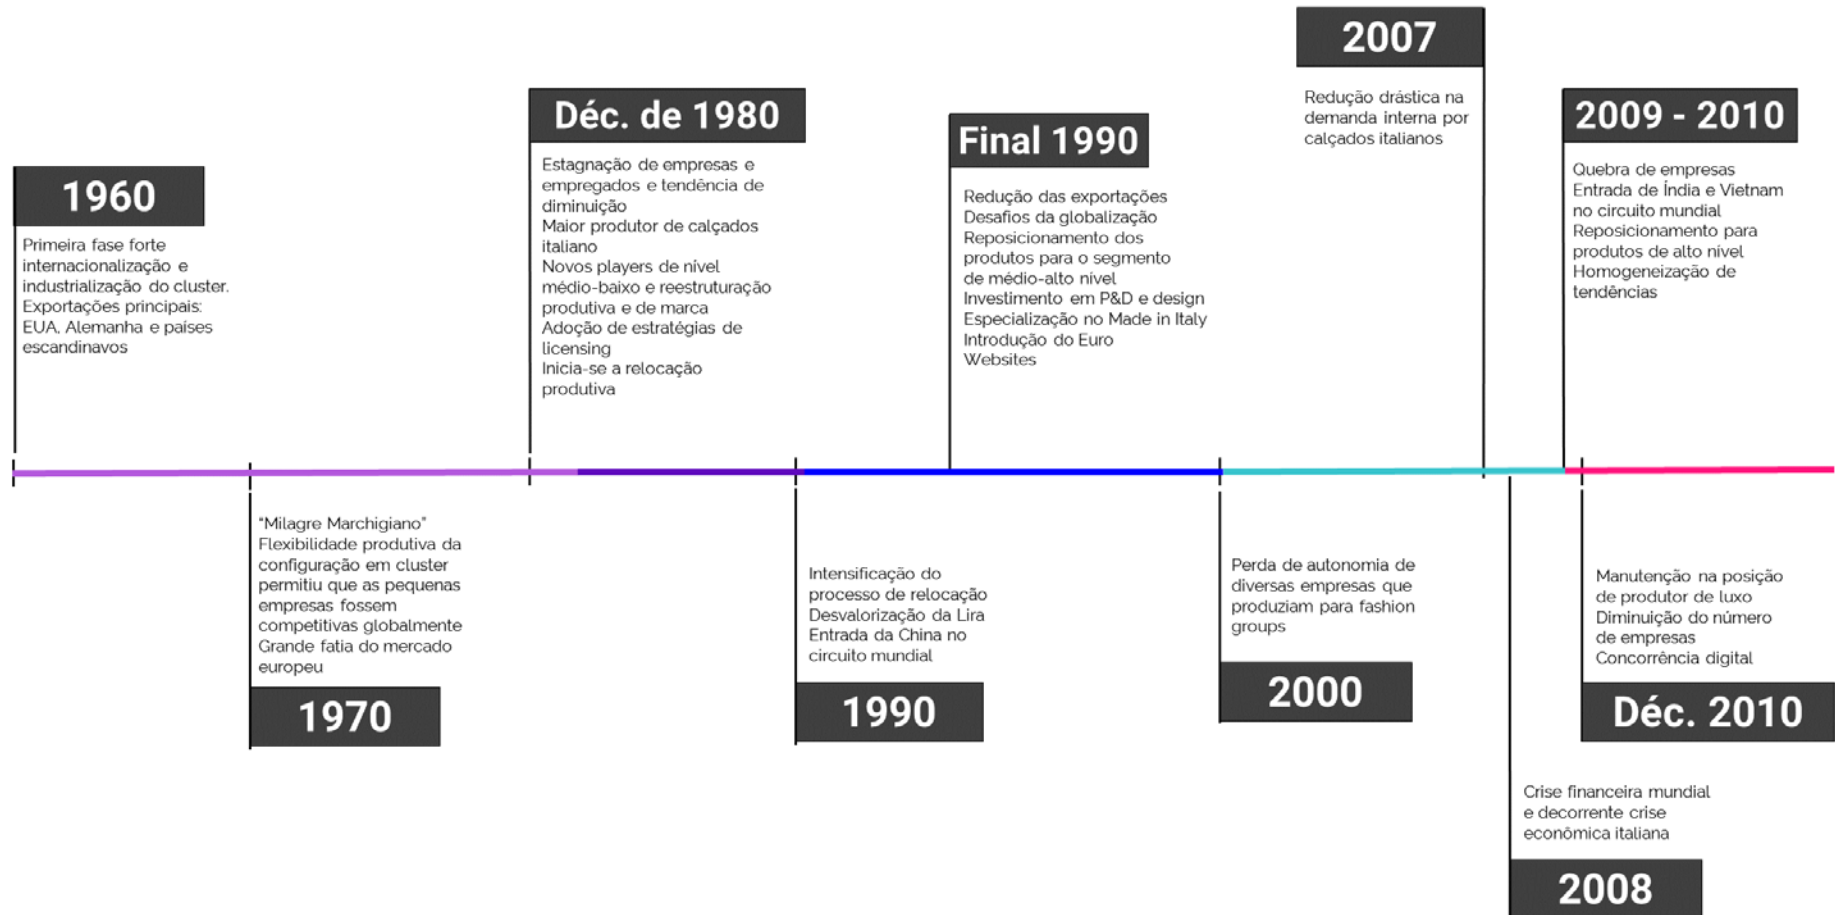 1960
Primeira fase forte
internacionalização e
industrialização do cluster.
Exportações principais:
EUA, Alemanha e países
escandinavos
"Milagre Marchigiano"
Flexibilidade produtiva da
configuração em cluster
permitiu que as pequenas
empresas fossem
competitivas globalmente
Grande fatia do mercado
europeu
1970
Déc. de 1980
Estagnação de empresas e
empregados e tendência de
diminuição
Maior produtor de calçados
italiano
Novos players de nível
médio-baixo e reestruturação
produtiva e de marca
Adoção de estratégias de
licensing
Inicia-se a relocação
produtiva
Intensificação do
processo de relocação
Desvalorização da Lira
Entrada da China no
circuito mundial
1990
Final 1990
Redução das exportações
Desafios da globalização
Reposicionamento dos
produtos para o segmento
de médio-alto nível
Investimento em P&D e design
Especialização no Made in Italy
Introdução do Euro
Websites
Perda de autonomia de
diversas empresas que
produziam para fashion
groups
2000
2007
Redução drástica na
demanda interna por
calçados italianos
Crise financeira mundial
e decorrente crise
econômica italiana
2008
2009 - 2010
Quebra de empresas
Entrada de Índia e Vietnam
no circuito mundial
Reposicionamento para
produtos de alto nível
Homogeneização de
tendências
Manutenção na posição
de produtor de luxo
Diminuição do número
de empresas
Concorrência digital
Déc. 2010